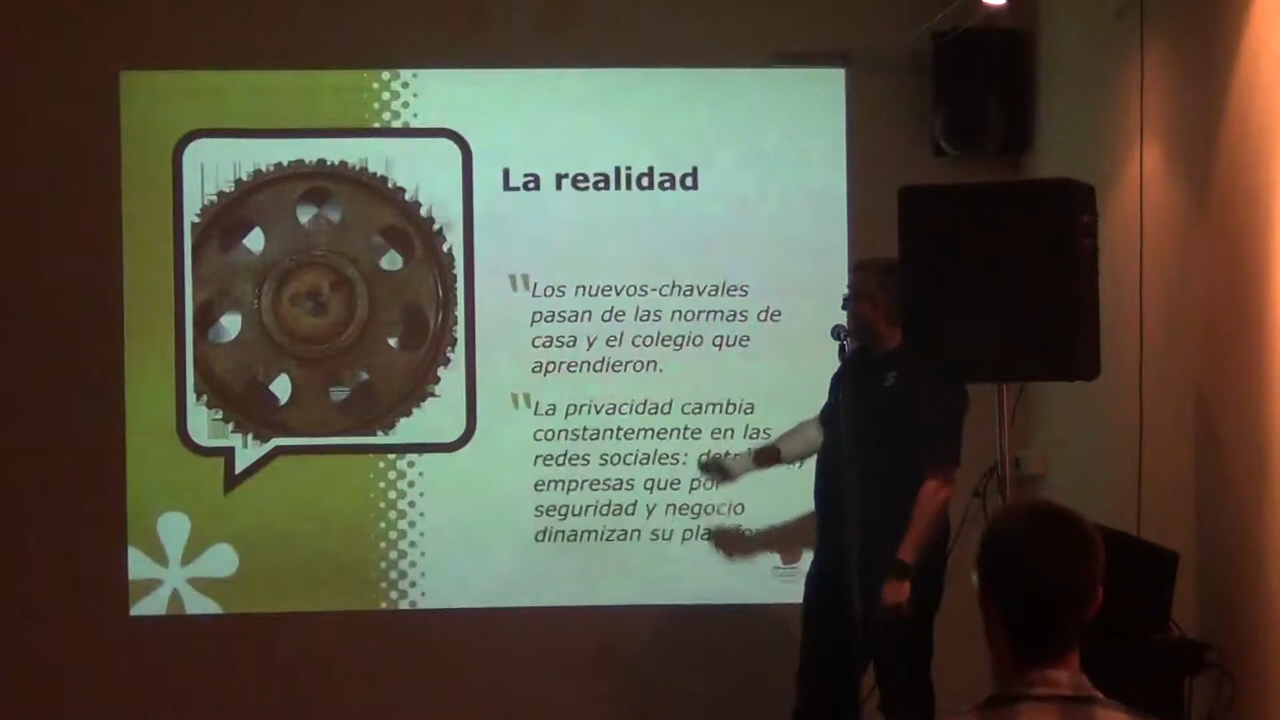 La realidad
"Los nuevos-chavales
pasan de las normas de
casa y el colegio que
aprendieron.
"La privacidad cambia
constantemente en las
redes sociales:
empresas que por
seguridad y negocio
dinamizan su